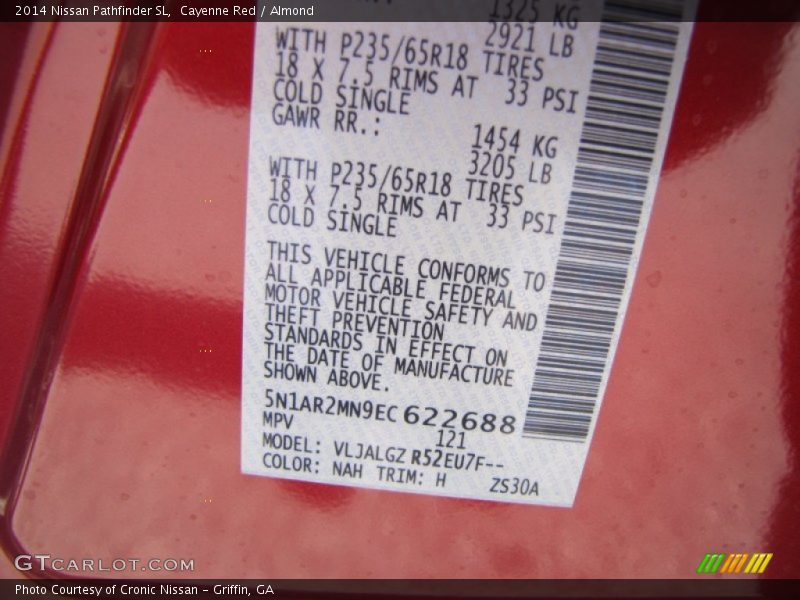 2014 Nissan Pathfinder SL,  Cayenne Red / Almond
1325 KG
2921 LB
WITH P235/65R18 TIRES
18 X 7.5 RIMS AT 33 PSI
COLD SINGLE
GAWR RR.:
1454 KG
3205 LB
WITH P235/65R18 TIRES
18 X 7.5 RIMS AT 33 PSI
COLD SINGLE
THIS VEHICLE CONFORMS TO
ALL APPLICABLE FEDERAL
MOTOR VEHICLE SAFETY AND
THEFT PREVENTION
STANDARDS IN EFFECT ON
THE DATE OF MANUFACTURE
SHOWN ABOVE.
5N1AR2MN9EC622688
MPV 121
MODEL: VLJALGZ R52EU7F--
COLOR: NAH TRIM: H ZS30A
GTCARLOT.COM
Photo Courtesy of Cronic Nissan - Griffin, GA